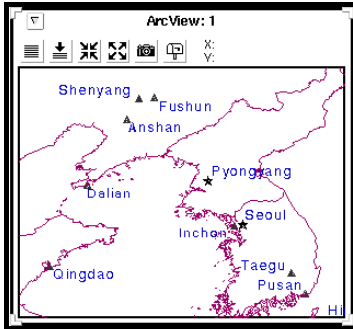 ArcView: 1
X:
Y:
Shenyang
Fushun
Anshan
Pyongyang
Dalian
Seoul
Inchon
Taegu
Qingdao
Pusan
Hi